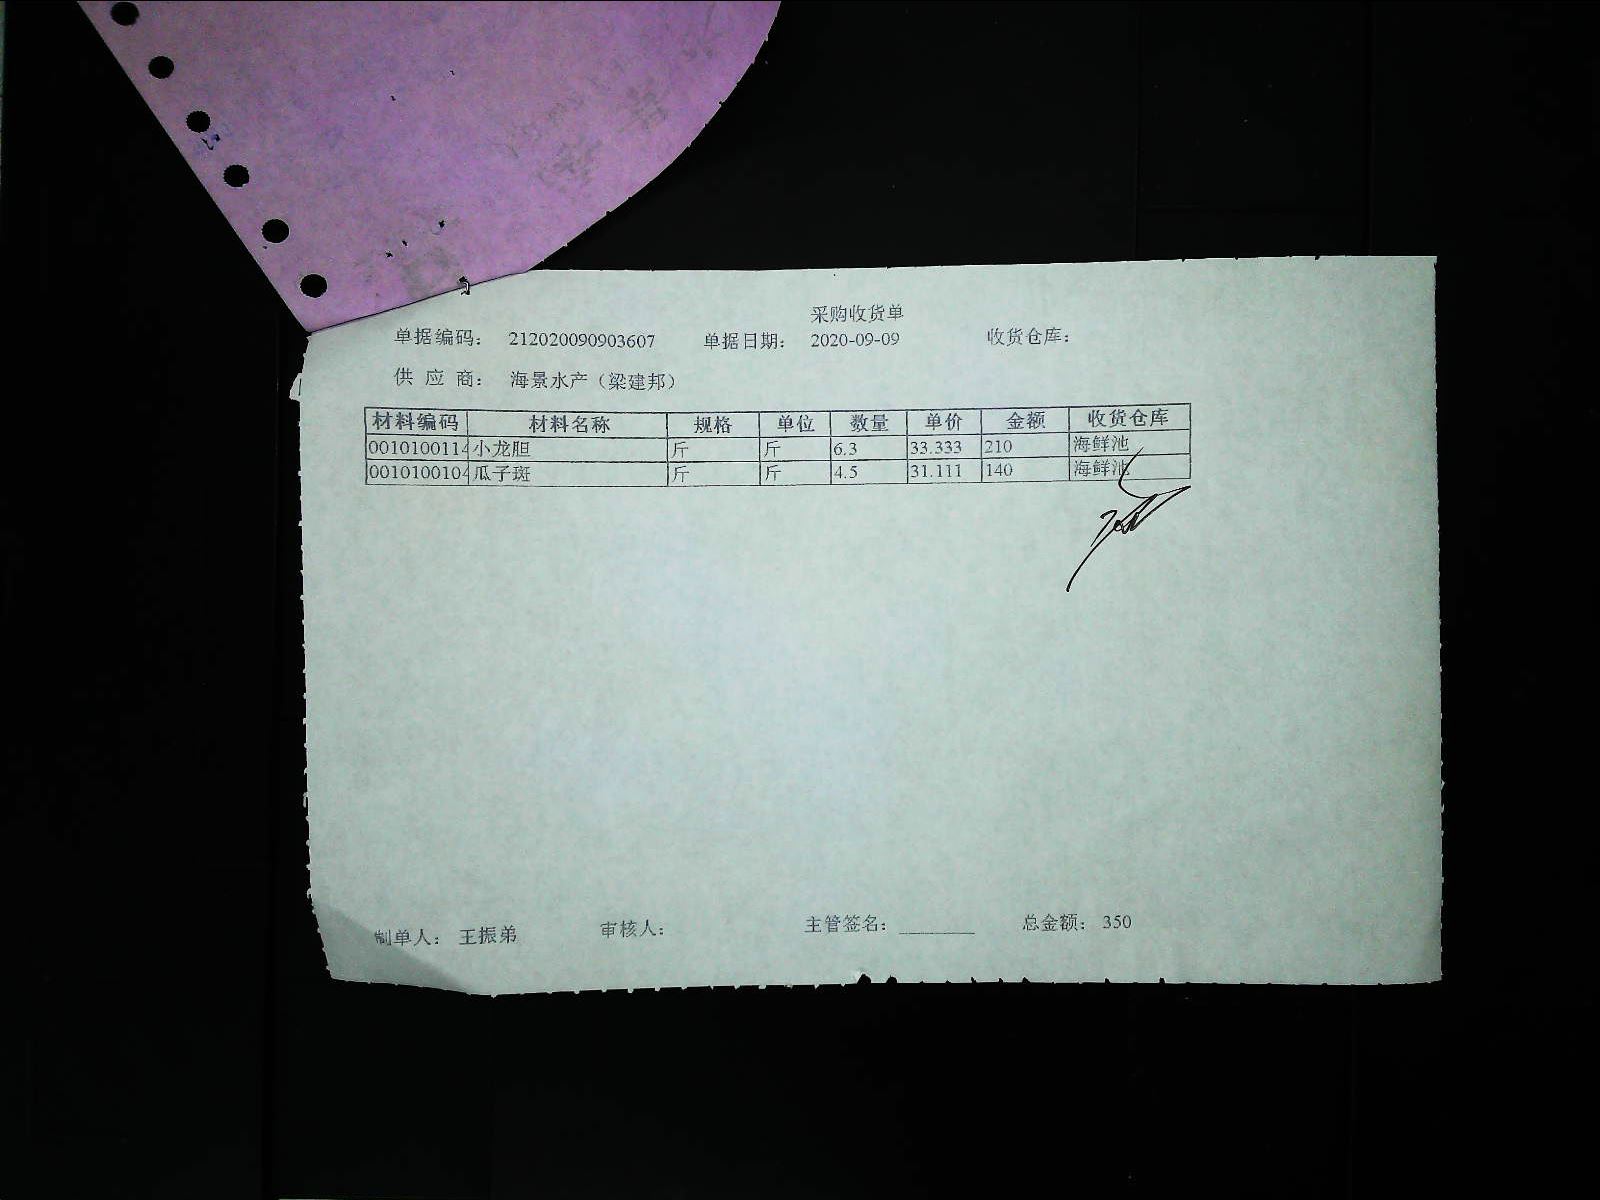 采购收货单
单据编码： 212020090903607 单据日期： 2020-09-09 收货仓库：
供 应 商： 海景水产（梁建邦）
材料编码 材料名称 规格 单位 数量 单价 金额 收货仓库
0010100114 小龙胆 斤 斤 6.3 33.333 210 海鲜池
0010100104 瓜子斑 斤 斤 4.5 31.111 140 海鲜池
制单人： 王振弟 审核人： 主管签名： ________ 总金额： 350